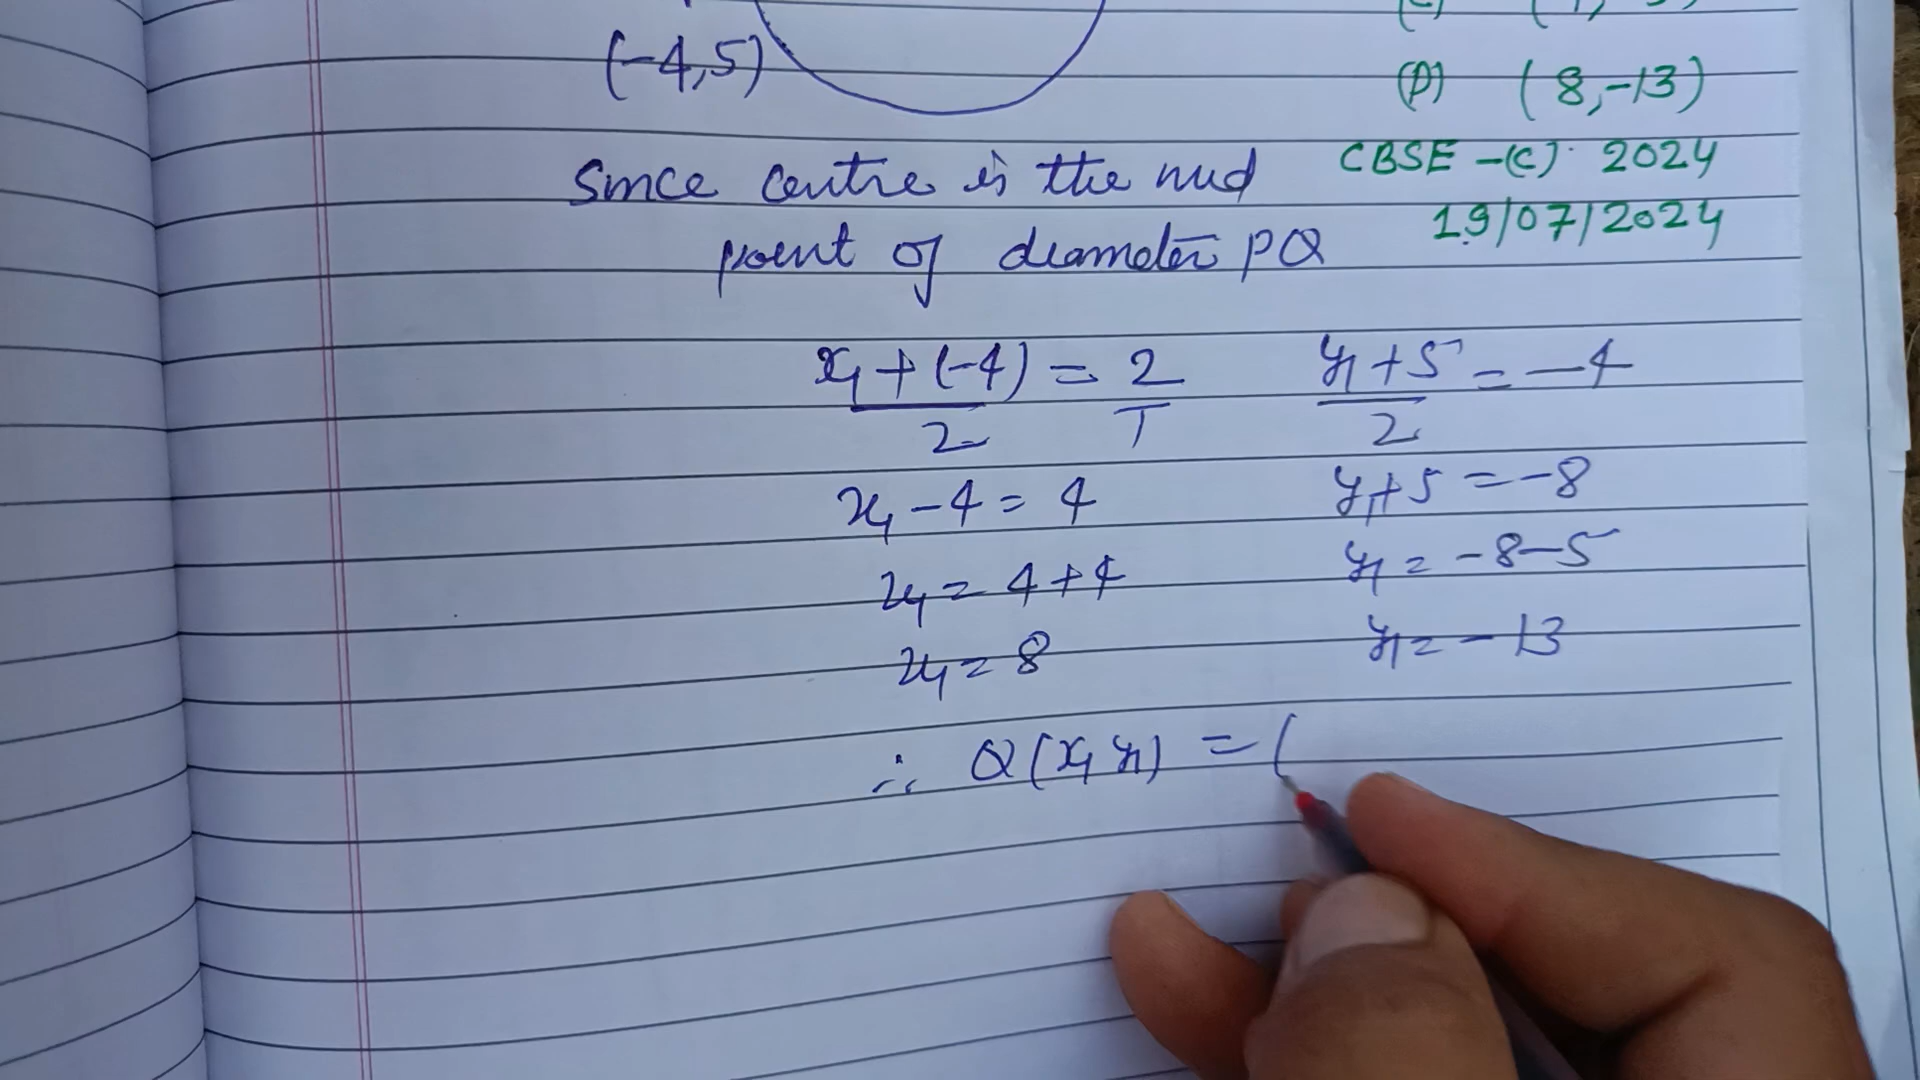 (-4,5)
(D) (8,-13)
CBSE -(C). 2024
19/07/2024
Since centre is the mid
point of diameter PQ
x₁+(-4)/2 = 2/1
x₁-4 = 4
x₁ = 4+4
x₁ = 8
y₁+5/2 = -4
y₁+5 = -8
y₁ = -8-5
y₁ = -13
∴ Q(x₁ y₁) = (